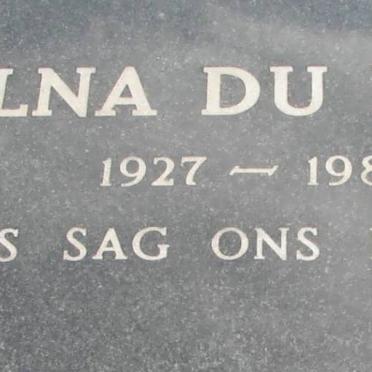 LNA DU
1927 – 198
S SAG ONS